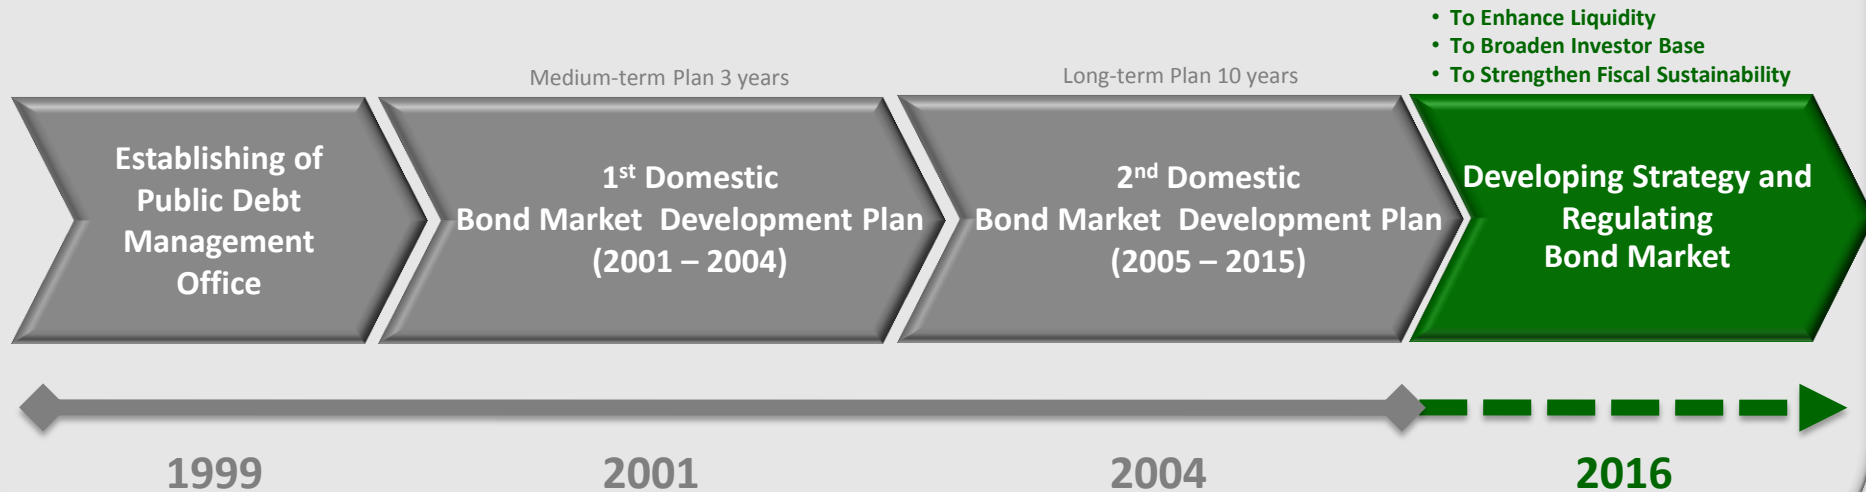 • To Enhance Liquidity
• To Broaden Investor Base
• To Strengthen Fiscal Sustainability
Medium-term Plan 3 years
Long-term Plan 10 years
Establishing of
Public Debt
Management
Office
1st Domestic
Bond Market Development Plan
(2001 – 2004)
2nd Domestic
Bond Market Development Plan
(2005 – 2015)
Developing Strategy and
Regulating
Bond Market
1999
2001
2004
2016